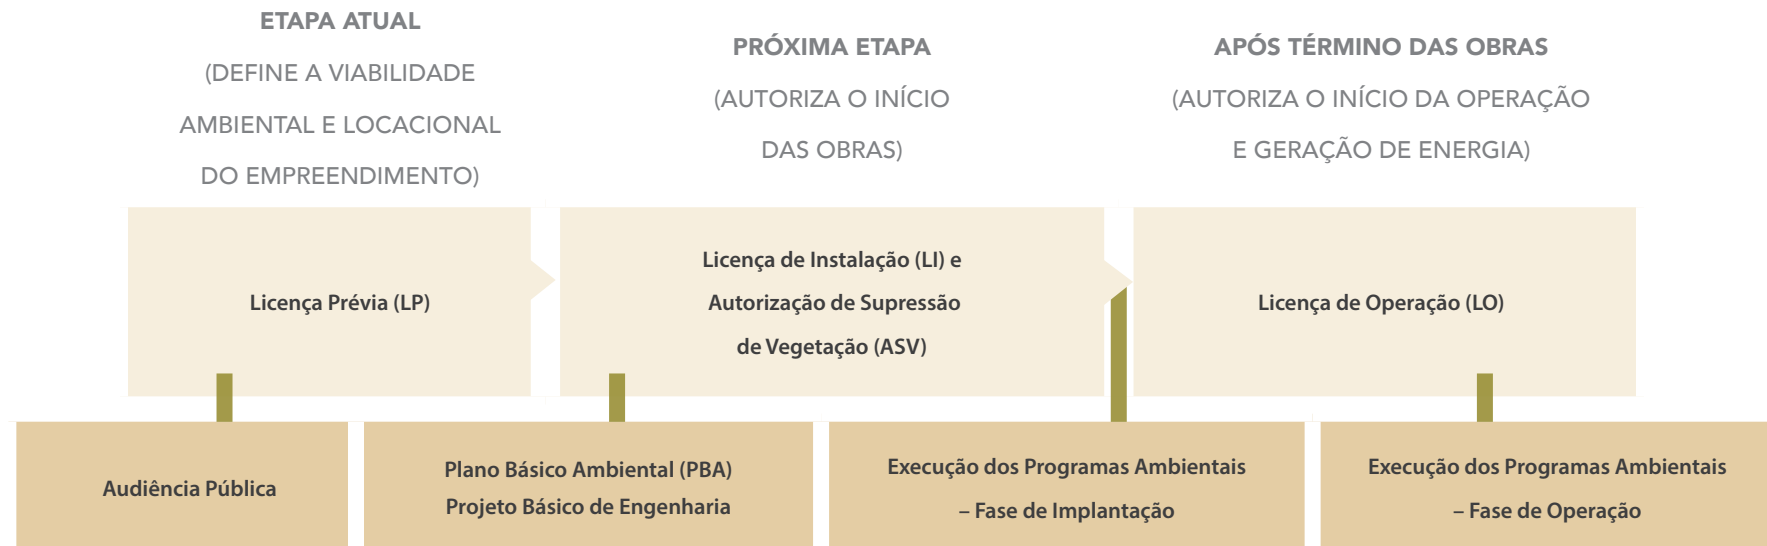 ETAPA ATUAL
(DEFINE A VIABILIDADE
AMBIENTAL E LOCACIONAL
DO EMPREENDIMENTO)
PRÓXIMA ETAPA
(AUTORIZA O INÍCIO
DAS OBRAS)
APÓS TÉRMINO DAS OBRAS
(AUTORIZA O INÍCIO DA OPERAÇÃO
E GERAÇÃO DE ENERGIA)
Licença Prévia (LP)
Licença de Instalação (LI) e
Autorização de Supressão
de Vegetação (ASV)
Licença de Operação (LO)
Audiência Pública
Plano Básico Ambiental (PBA)
Projeto Básico de Engenharia
Execução dos Programas Ambientais
– Fase de Implantação
Execução dos Programas Ambientais
– Fase de Operação